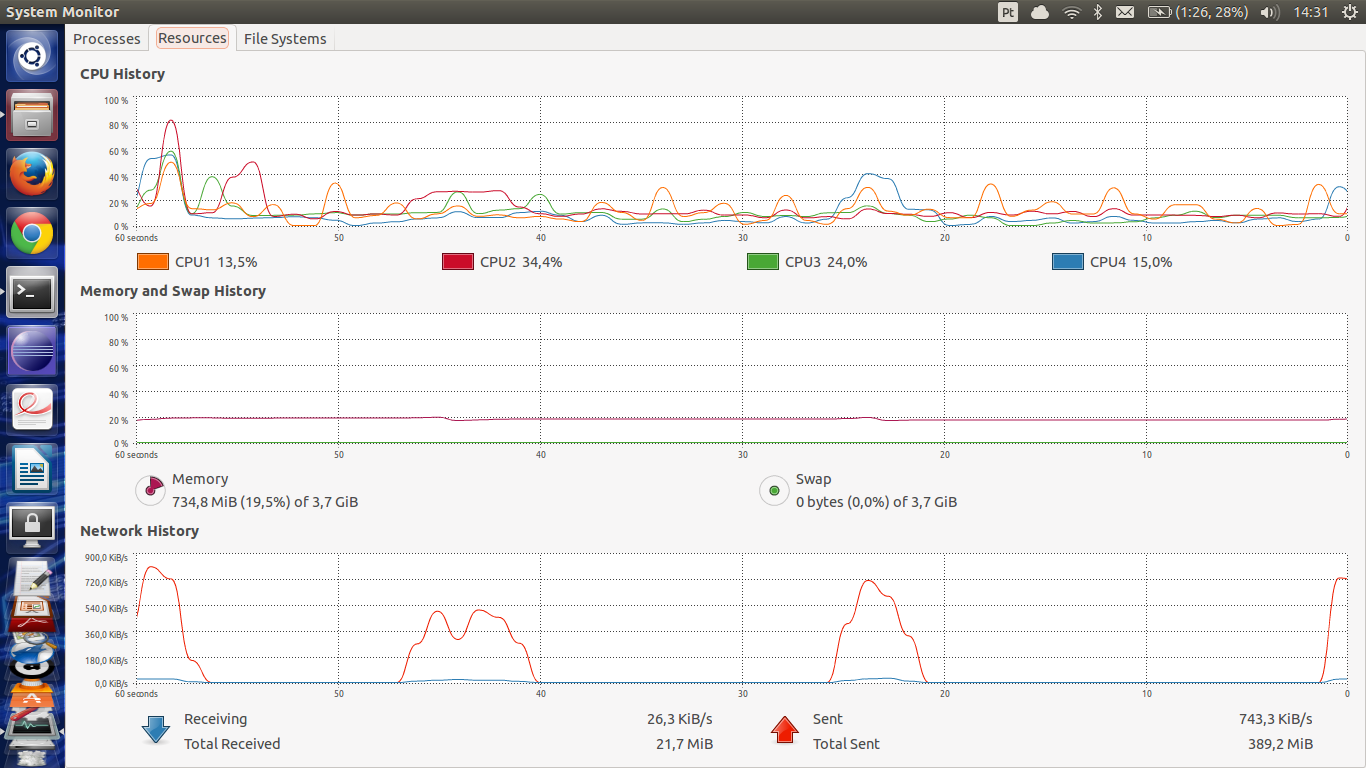 System Monitor Pt (1:26, 28%) 14:31
Processes Resources File Systems
CPU History
100 %
80 %
60 %
40 %
20 %
0 %
60 seconds 50 40 30 20 10 0
CPU1 13,5% CPU2 34,4% CPU3 24,0% CPU4 15,0%
Memory and Swap History
100 %
80 %
60 %
40 %
20 %
0 %
60 seconds 50 40 30 20 10 0
Memory
734,8 MiB (19,5%) of 3,7 GiB
Swap
0 bytes (0,0%) of 3,7 GiB
Network History
900,0 KiB/s
720,0 KiB/s
540,0 KiB/s
360,0 KiB/s
180,0 KiB/s
0,0 KiB/s
60 seconds 50 40 30 20 10 0
Receiving 26,3 KiB/s Sent 743,3 KiB/s
Total Received 21,7 MiB Total Sent 389,2 MiB